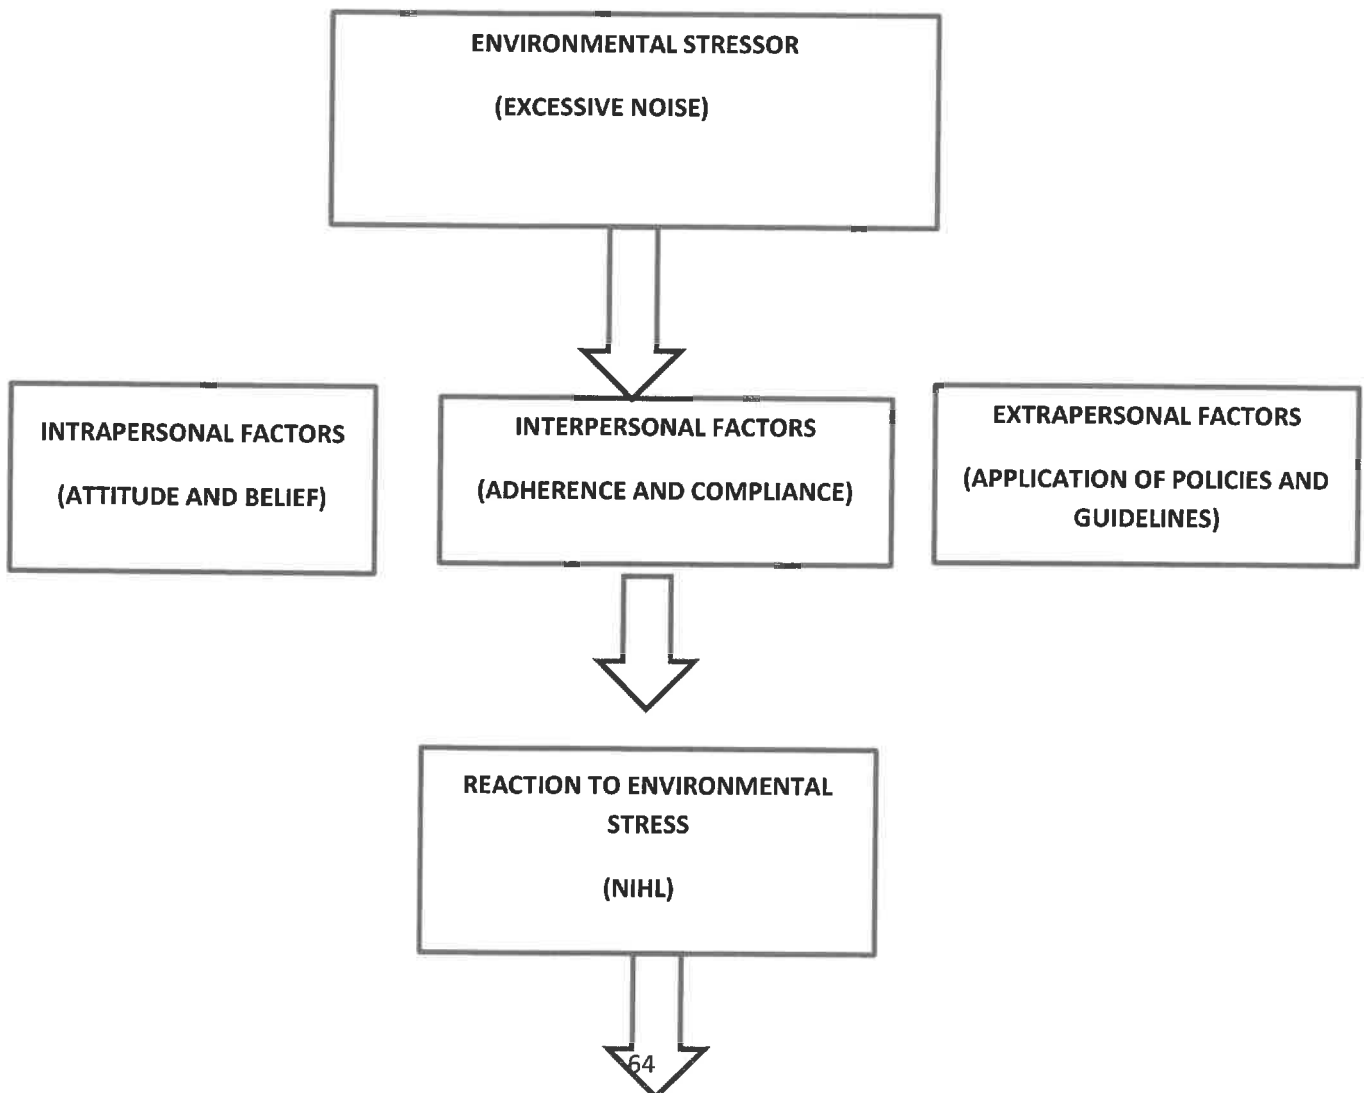 ENVIRONMENTAL STRESSOR
(EXCESSIVE NOISE)
INTRAPERSONAL FACTORS
(ATTITUDE AND BELIEF)
INTERPERSONAL FACTORS
(ADHERENCE AND COMPLIANCE)
EXTRAPERSONAL FACTORS
(APPLICATION OF POLICIES AND
GUIDELINES)
REACTION TO ENVIRONMENTAL
STRESS
(NIHL)
64